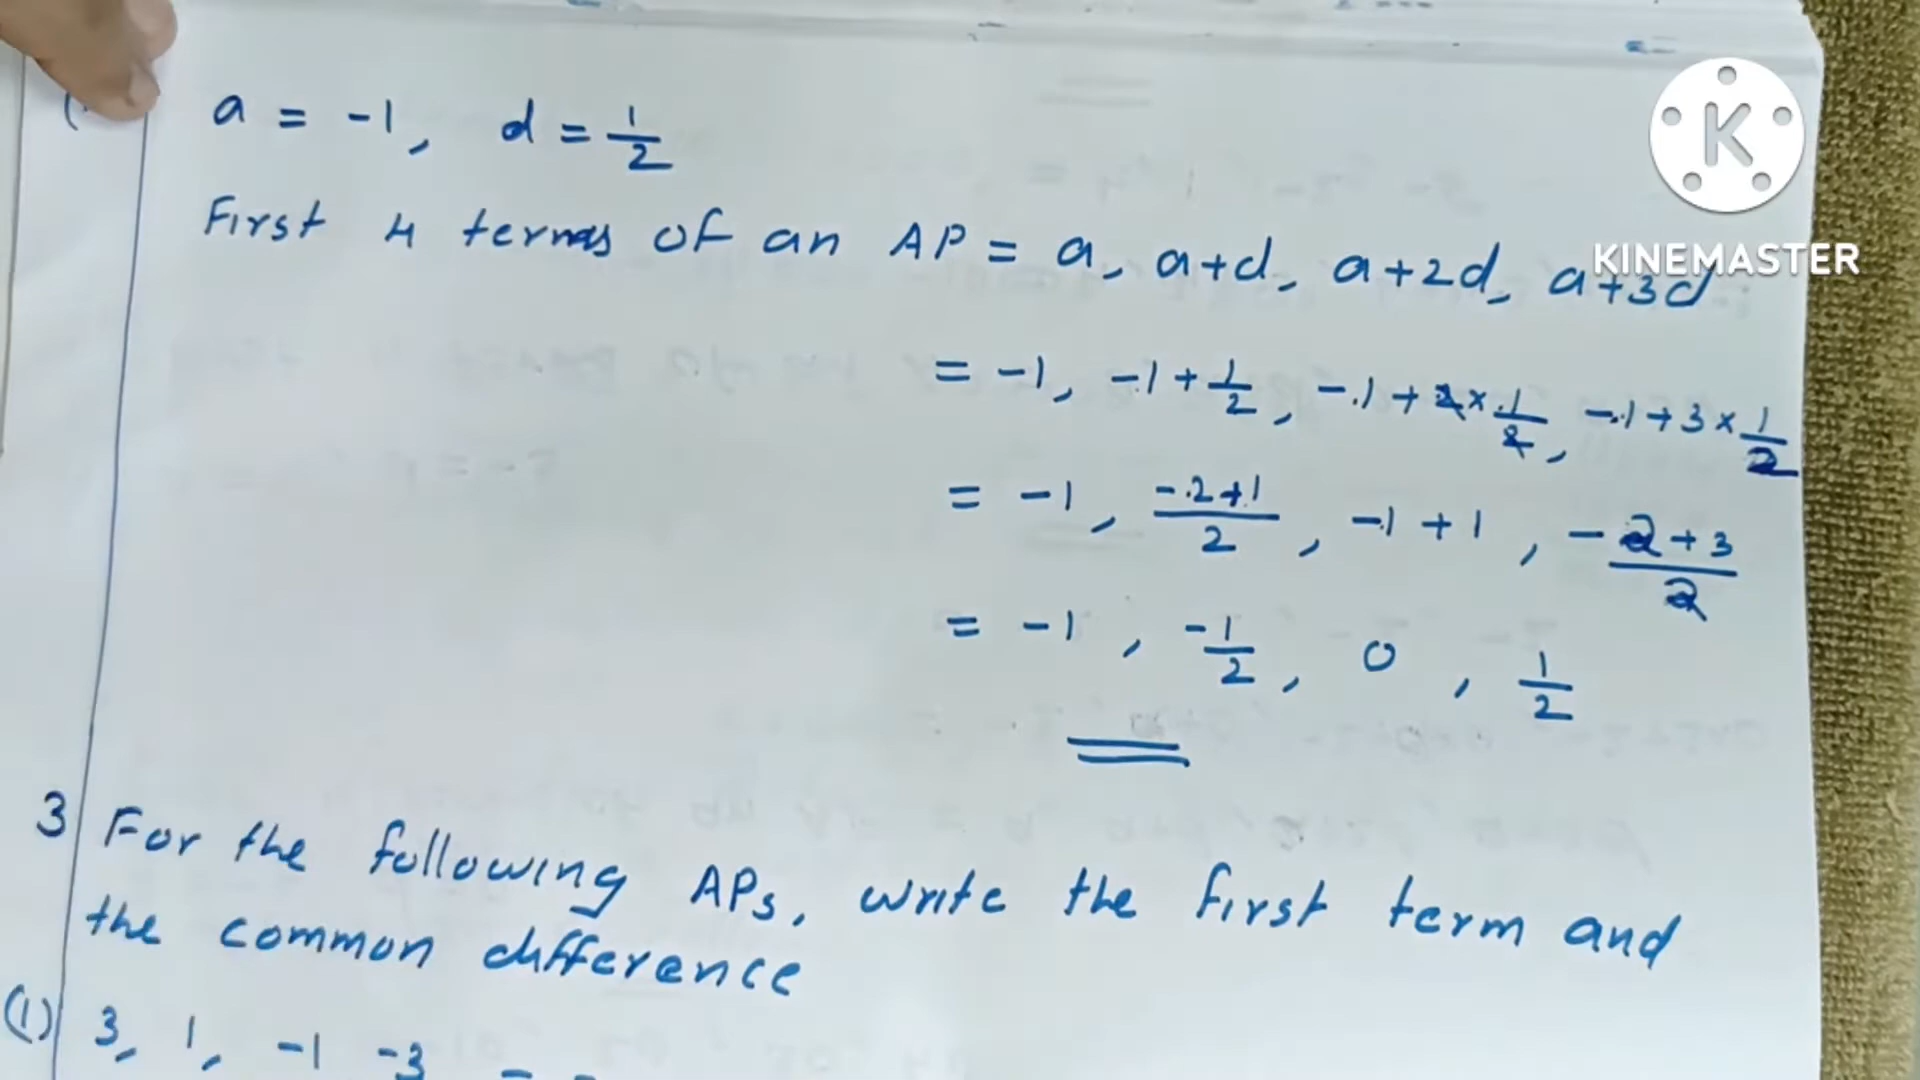 a = -1, d = 1/2
First 4 terms of an AP = a, a+d, a+2d, a+3d
= -1, -1+1/2, -1+2×1/2, -1+3×1/2
= -1, -2+1/2, -1+1, -2+3/2
= -1, -1/2, 0, 1/2
3 For the following APs, write the first term and
the common difference
(1) 3, 1, -1 -3
K
KINEMASTER